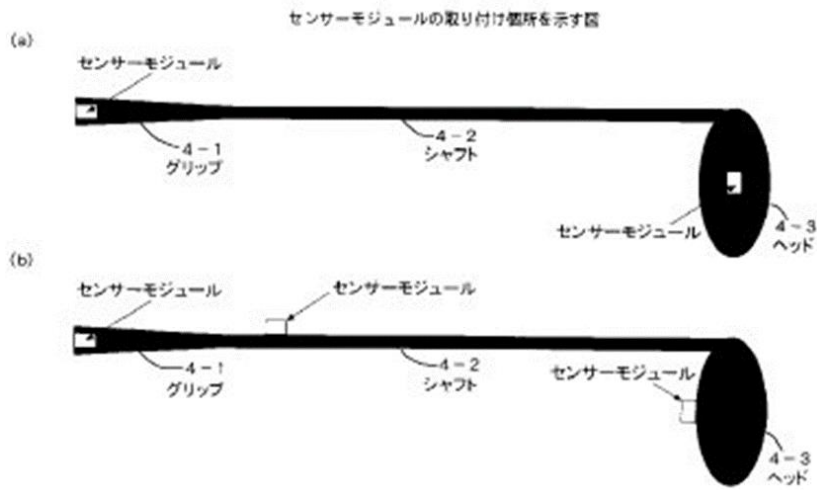 センサーモジュールの取り付け個所を示す図
(a)
センサーモジュール
4-1
グリップ
4-2
シャフト
センサーモジュール
4-3
ヘッド
(b)
センサーモジュール
センサーモジュール
4-1
グリップ
4-2
シャフト
センサーモジュール
4-3
ヘッド